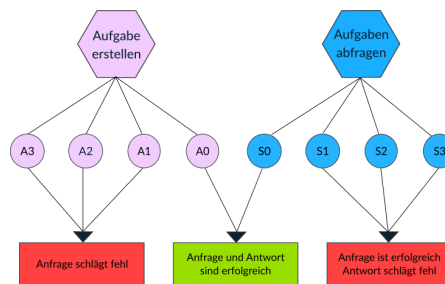 Aufgabe
erstellen
Aufgaben
abfragen
A3
A2
A1
A0
S0
S1
S2
S3
Anfrage schlägt fehl
Anfrage und Antwort
sind erfolgreich
Anfrage ist erfolgreich
Antwort schlägt fehl